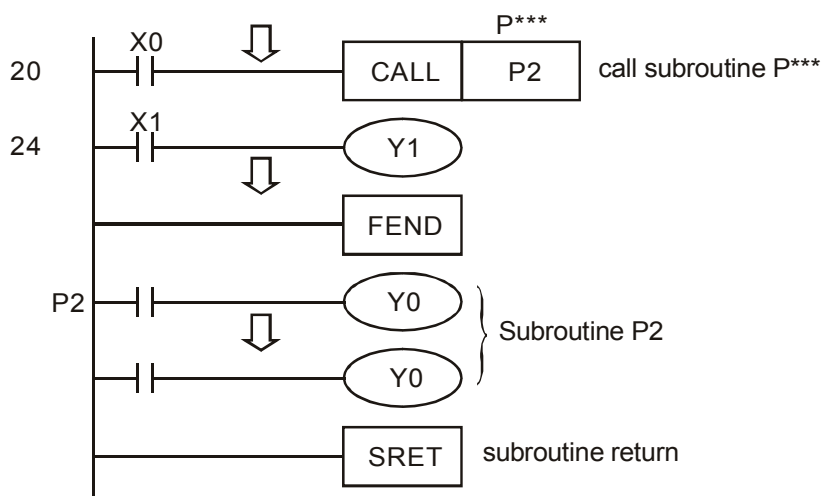 P***
X0
20 CALL P2 call subroutine P***
X1
24 Y1
FEND
P2 Y0
Subroutine P2
Y0
SRET subroutine return